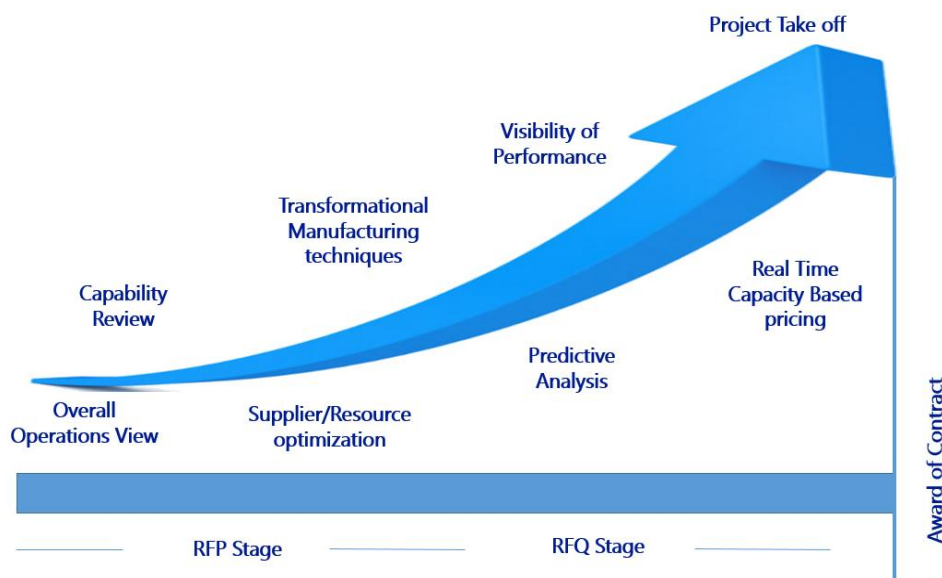 Project Take off
Visibility of
Performance
Transformational
Manufacturing
techniques
Real Time
Capacity Based
pricing
Capability
Review
Predictive
Analysis
Overall
Operations View
Supplier/Resource
optimization
Award of Contract
RFP Stage
RFQ Stage